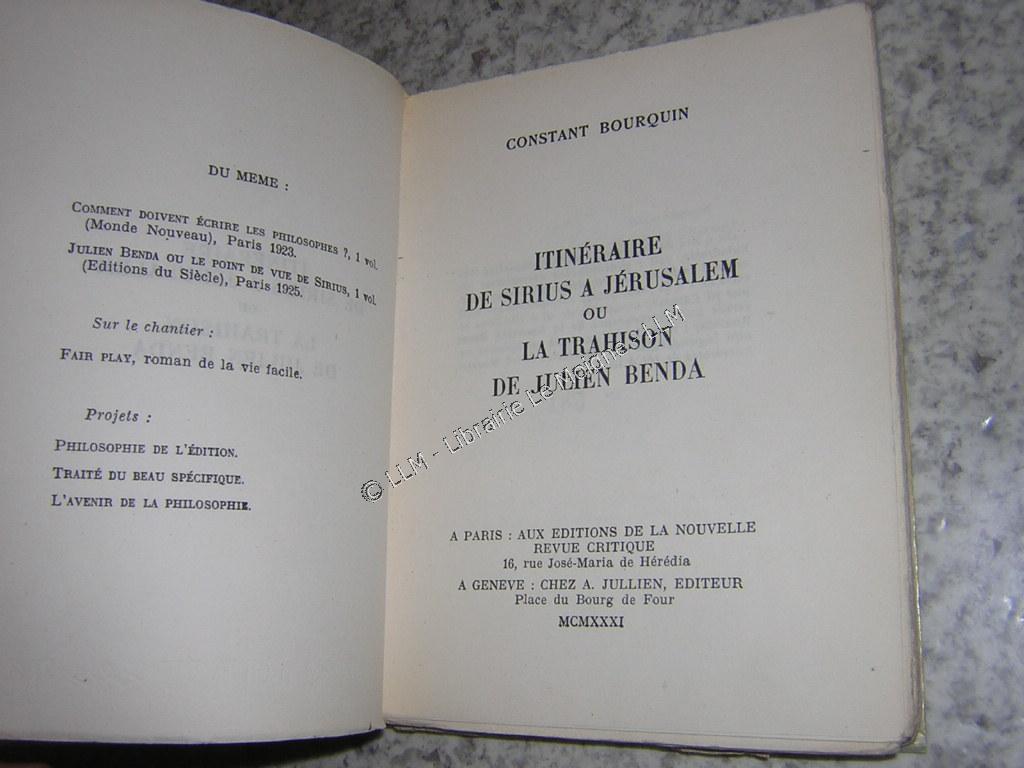 DU MEME :
COMMENT DOIVENT ÉCRIRE LES PHILOSOPHES ?, 1 vol.
(Monde Nouveau), Paris 1923.
JULIEN BENDA OU LE POINT DE VUE DE SIRIUS, 1 vol.
(Editions du Siècle), Paris 1925.
Sur le chantier :
FAIR PLAY, roman de la vie facile.
Projets :
PHILOSOPHIE DE L'ÉDITION.
TRAITÉ DU BEAU SPÉCIFIQUE.
L'AVENIR DE LA PHILOSOPHIE.
CONSTANT BOURQUIN
ITINÉRAIRE
DE SIRIUS A JÉRUSALEM
OU
LA TRAHISON
DE JULIEN BENDA
A PARIS : AUX EDITIONS DE LA NOUVELLE
REVUE CRITIQUE
16, rue José-Maria de Hérédia
A GENEVE : CHEZ A. JULLIEN, EDITEUR
Place du Bourg de Four
MCMXXXI
© LLM - Librairie Le Moigne - LLM